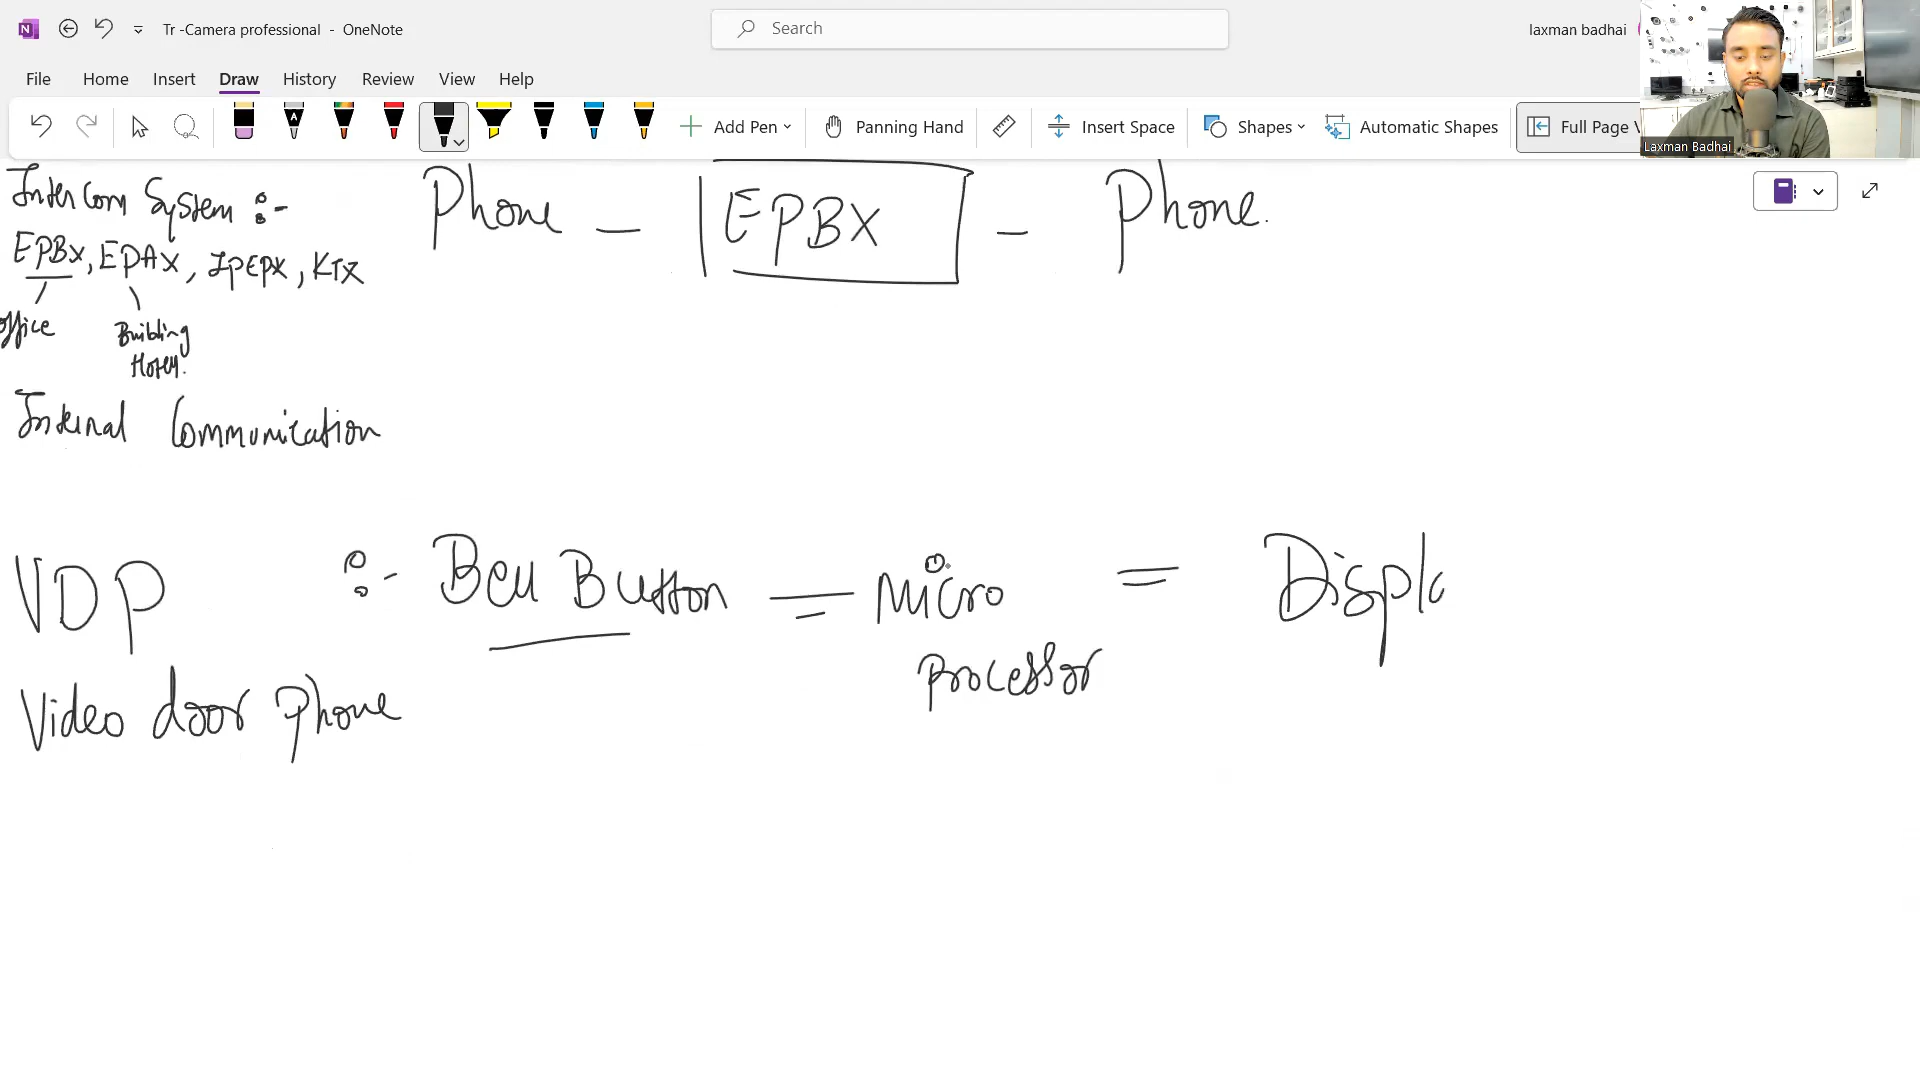 Tr -Camera professional - OneNote
Search
laxman badhai
File Home Insert Draw History Review View Help
Add Pen Panning Hand Insert Space Shapes Automatic Shapes Full Page V
Laxman Badhai
Intercom System :-
EPBX, EPAX, IPEPX, KTX
office
Building
Hotel.
Phone - EPBX - Phone.
Internal Communication
VDP :- Bell Button = Micro = Displa
Processor
Video door Phone